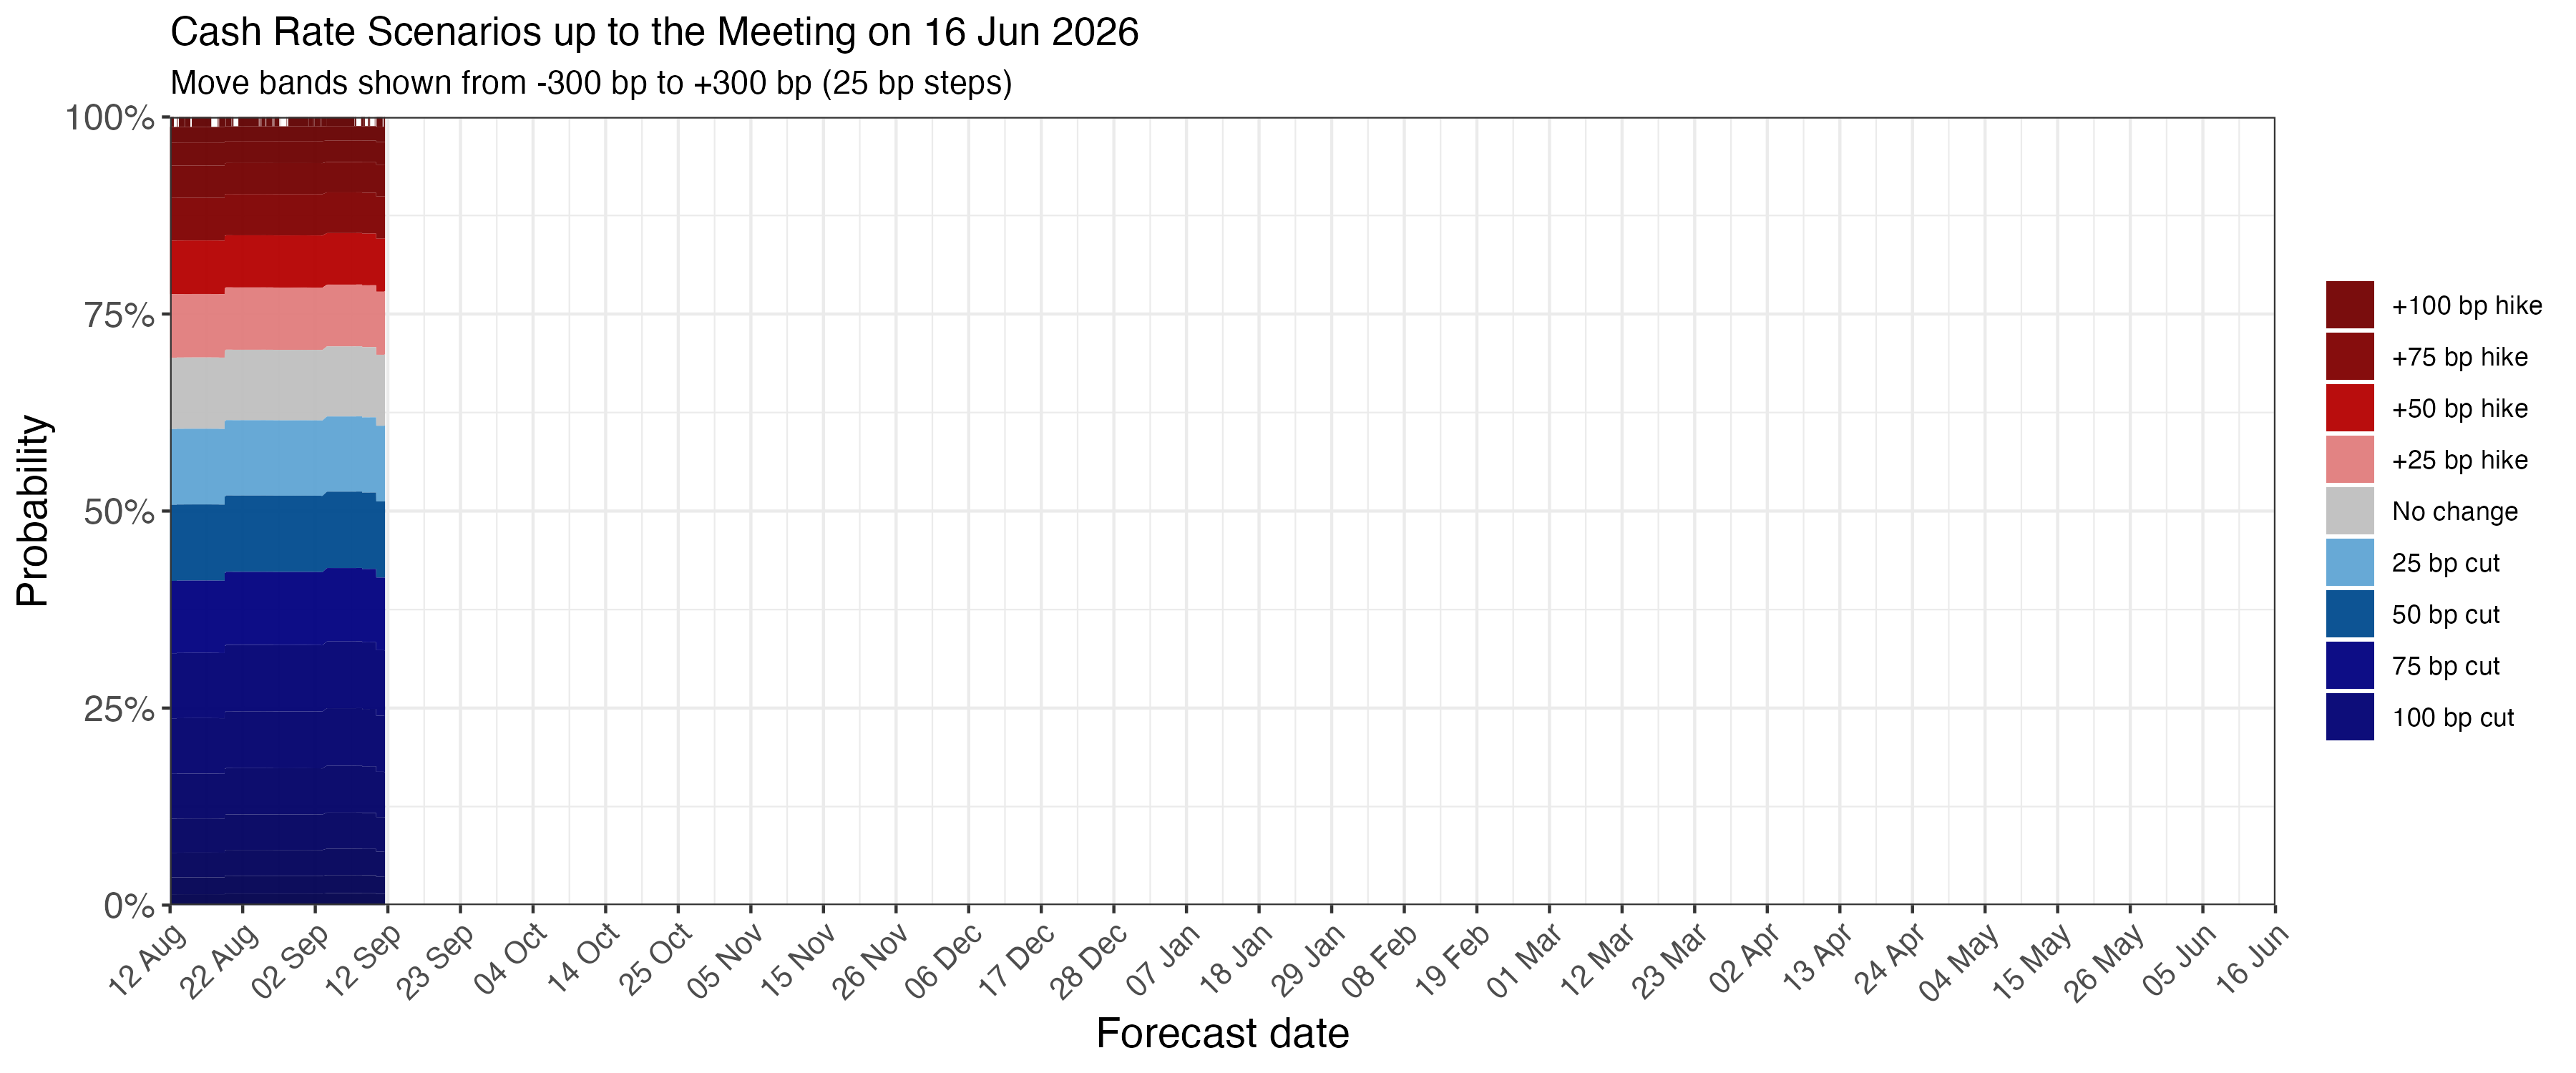 Cash Rate Scenarios up to the Meeting on 16 Jun 2026
Move bands shown from -300 bp to +300 bp (25 bp steps)
Probability
100%
75%
50%
25%
0%
12 Aug
22 Aug
02 Sep
12 Sep
23 Sep
04 Oct
14 Oct
25 Oct
05 Nov
15 Nov
26 Nov
06 Dec
17 Dec
28 Dec
07 Jan
18 Jan
29 Jan
08 Feb
19 Feb
01 Mar
12 Mar
23 Mar
02 Apr
13 Apr
24 Apr
04 May
15 May
26 May
05 Jun
16 Jun
Forecast date
+100 bp hike
+75 bp hike
+50 bp hike
+25 bp hike
No change
25 bp cut
50 bp cut
75 bp cut
100 bp cut